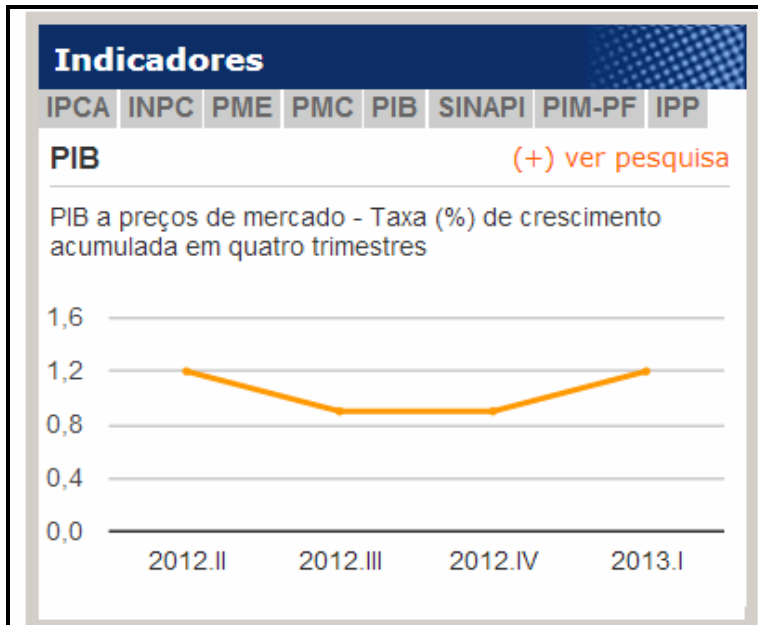 Indicadores
IPCA INPC PME PMC PIB SINAPI PIM-PF IPP
PIB (+) ver pesquisa
PIB a preços de mercado - Taxa (%) de crescimento
acumulada em quatro trimestres
1,6
1,2
0,8
0,4
0,0
2012.II 2012.III 2012.IV 2013.I